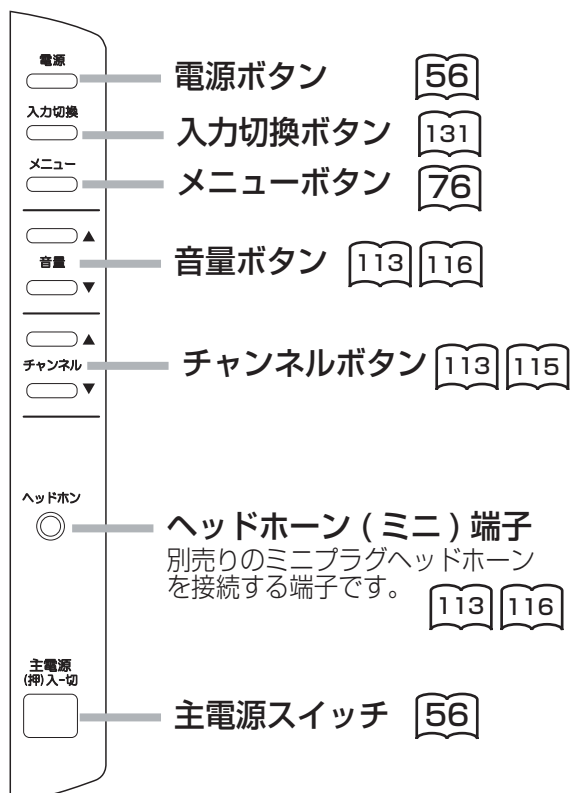 電源
電源ボタン 56
入力切換
入力切換ボタン 131
メニュー
メニューボタン 76
▲
音量
音量ボタン 113 116
▼
▲
チャンネル
チャンネルボタン 113 115
▼
ヘッドホン
ヘッドホーン ( ミニ ) 端子
別売りのミニプラグヘッドホーン
を接続する端子です。 113 116
主電源
(押)入-切
主電源スイッチ 56